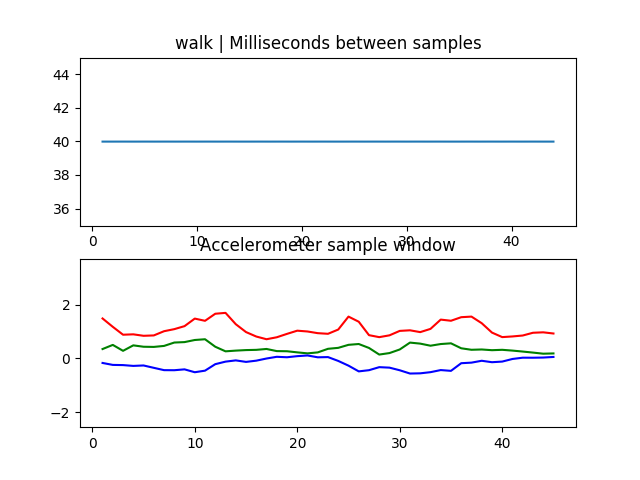 walk | Milliseconds between samples
44
42
40
38
36
0 10 20 30 40
Accelerometer sample window
2
0
−2
0 10 20 30 40